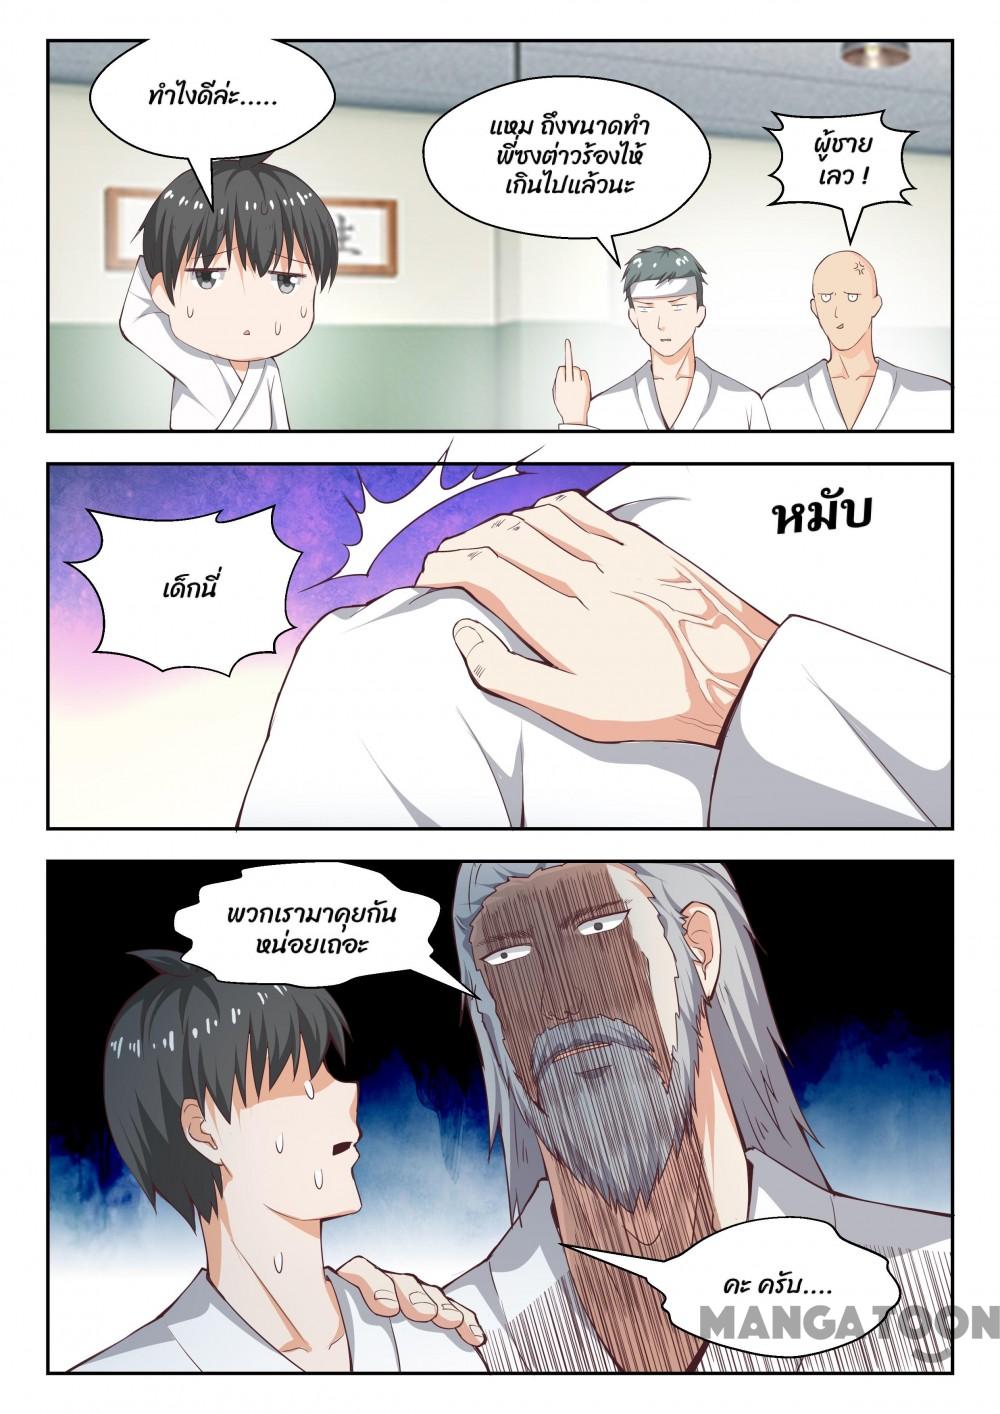 ทำไงดีล่ะ.....
แหม ถึงขนาดทำ
พี่ซงต่าวร้องไห้
เกินไปแล้วนะ
ผู้ชาย
เลว !
生
หมับ
เด็กนี่
พวกเรามาคุยกัน
หน่อยเถอะ
คะ ครับ....
MANGATOON